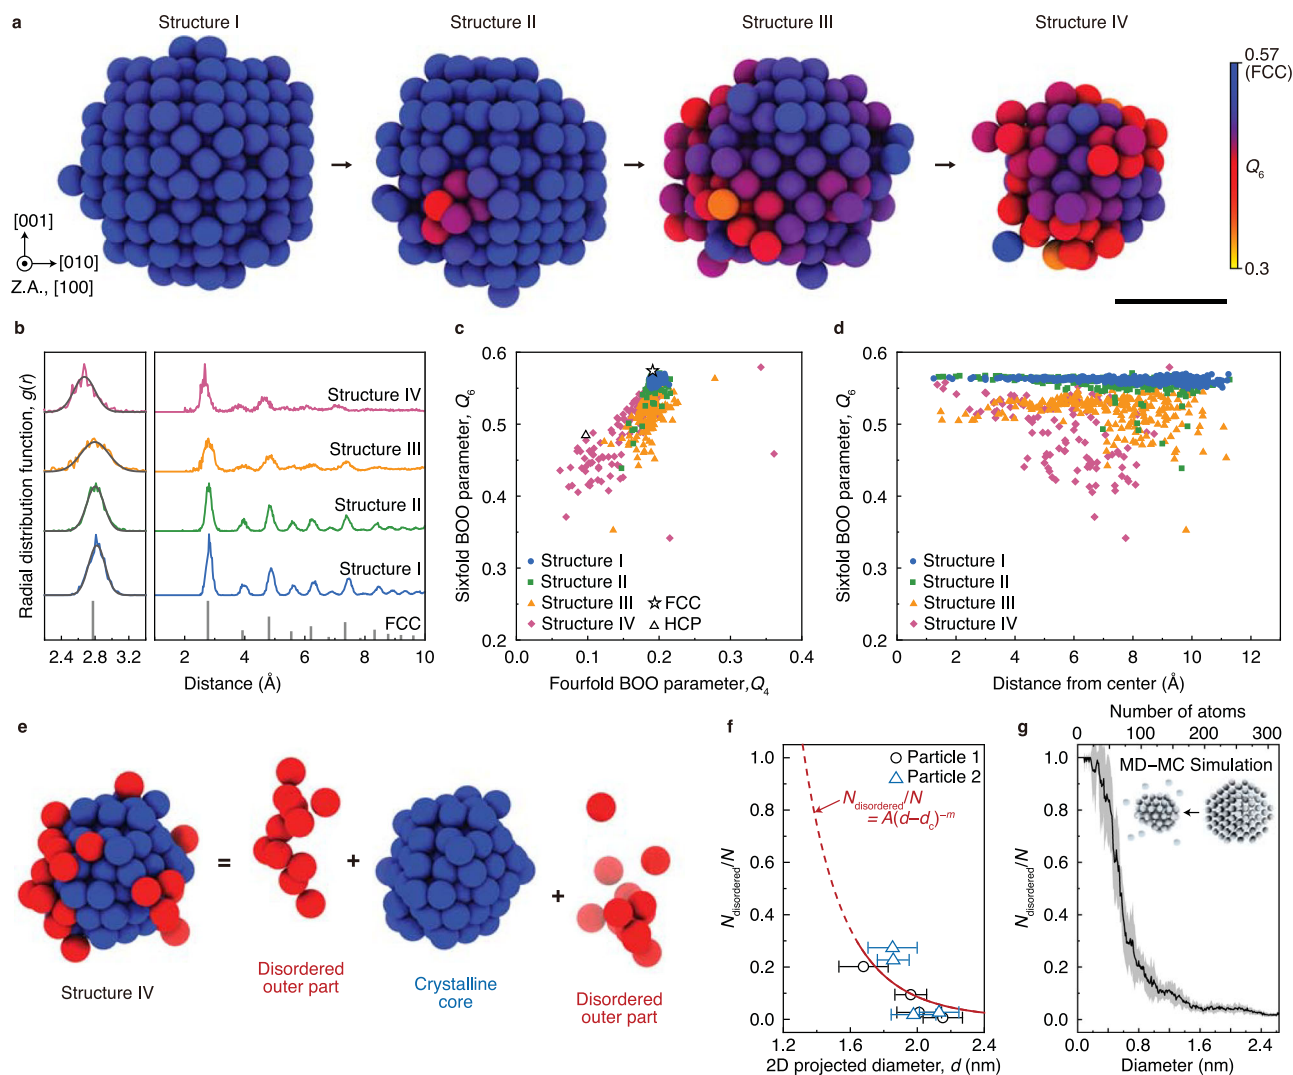 a
Structure I
Structure II
Structure III
Structure IV
0.57
(FCC)
Q6
0.3
[001]
[010]
Z.A., [100]
b
Radial distribution function, g(r)
Structure IV
Structure III
Structure II
Structure I
FCC
2.4 2.8 3.2
2 4 6 8 10
Distance (Å)
c
Sixfold BOO parameter, Q6
0.6
0.5
0.4
0.3
0.2
Structure I
Structure II
Structure III
Structure IV
FCC
HCP
0.0 0.1 0.2 0.3 0.4
Fourfold BOO parameter, Q4
d
Sixfold BOO parameter, Q6
0.6
0.5
0.4
0.3
0.2
Structure I
Structure II
Structure III
Structure IV
0 2 4 6 8 10 12
Distance from center (Å)
e
Structure IV
=
Disordered
outer part
+
Crystalline
core
+
Disordered
outer part
f
Ndisordered/N
1.0
0.8
0.6
0.4
0.2
0.0
Particle 1
Particle 2
Ndisordered/N
= A(d–dc)–m
1.2 1.6 2.0 2.4
2D projected diameter, d (nm)
g
Number of atoms
0 50 150 250 300
MD–MC Simulation
Ndisordered/N
1.0
0.8
0.6
0.4
0.2
0.0
0.0 0.8 1.6 2.4
Diameter (nm)